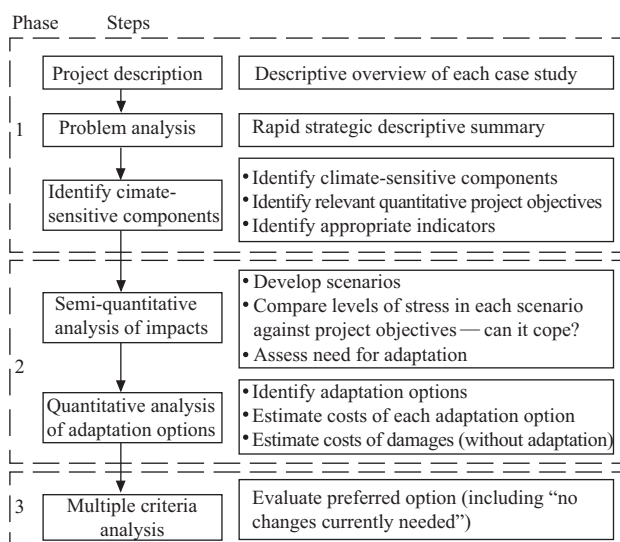 Phase Steps
Project description
Descriptive overview of each case study
1
Problem analysis
Rapid strategic descriptive summary
Identify cimate-
sensitive components
• Identify climate-sensitive components
• Identify relevant quantitative project objectives
• Identify appropriate indicators
2
Semi-quantitative
analysis of impacts
• Develop scenarios
• Compare levels of stress in each scenario
against project objectives — can it cope?
• Assess need for adaptation
Quantitative analysis
of adaptation options
• Identify adaptation options
• Estimate costs of each adaptation option
• Estimate costs of damages (without adaptation)
3
Multiple criteria
analysis
Evaluate preferred option (including “no
changes currently needed”)